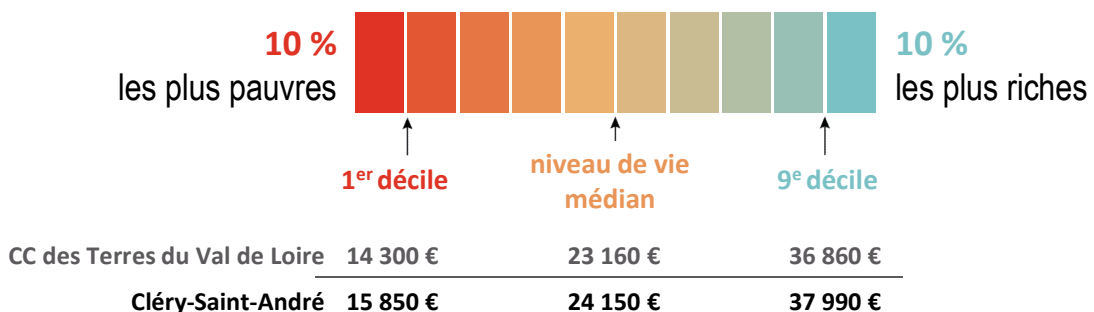 10 %
les plus pauvres
10 %
les plus riches
1er décile
niveau de vie
médian
9e décile
CC des Terres du Val de Loire 14 300 € 23 160 € 36 860 €
Cléry-Saint-André 15 850 € 24 150 € 37 990 €